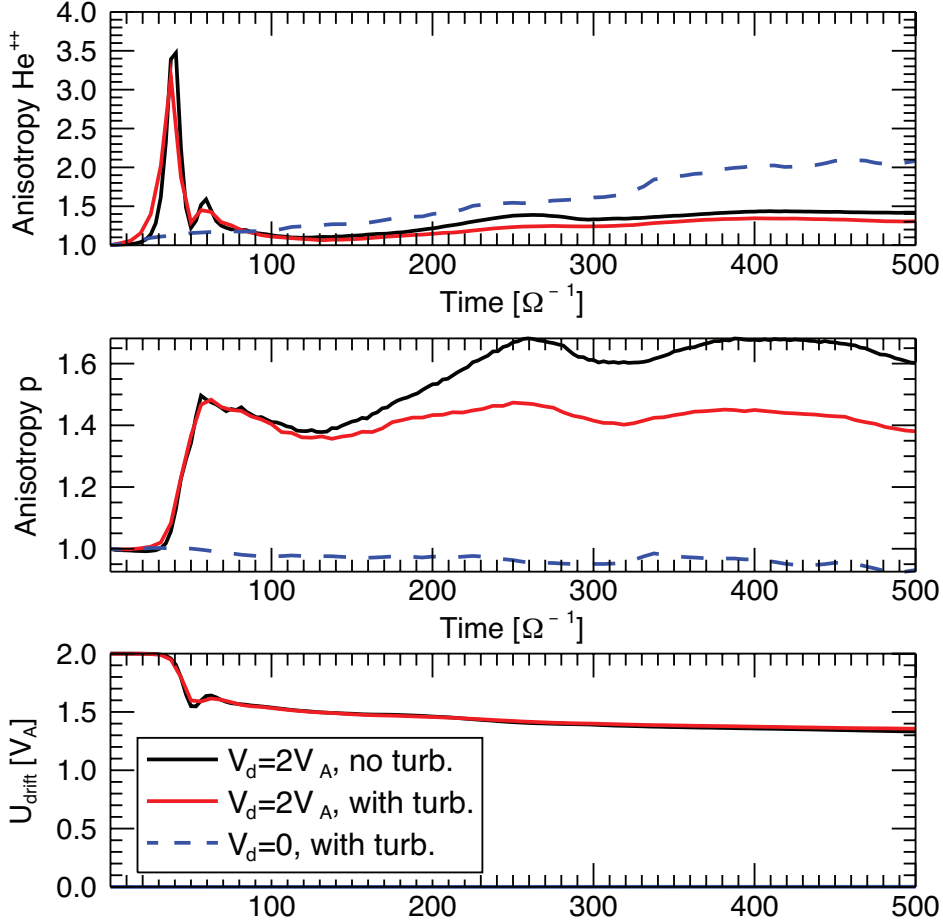 4.0
3.5
3.0
2.5
2.0
1.5
1.0
Anisotropy He⁺⁺
100 200 300 400 500
Time [Ω⁻¹]
1.6
1.4
1.2
1.0
Anisotropy p
100 200 300 400 500
Time [Ω⁻¹]
2.0
1.5
1.0
0.5
0.0
U_drift [V_A]
V_d=2V_A, no turb.
V_d=2V_A, with turb.
V_d=0, with turb.
100 200 300 400 500